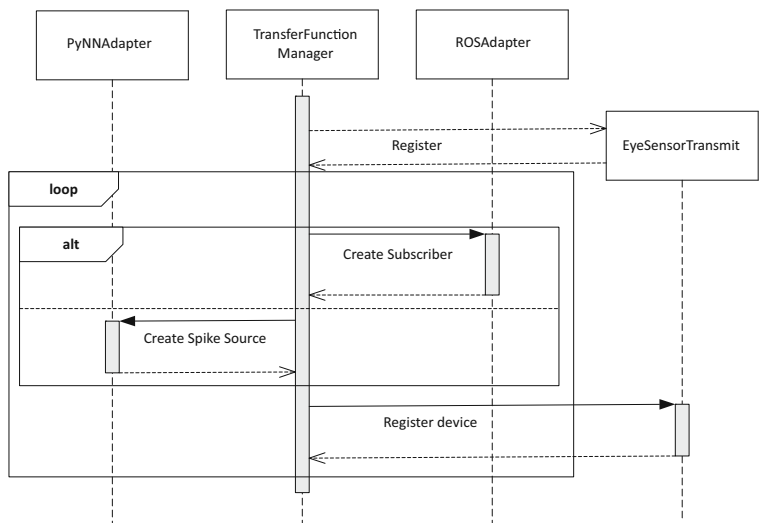 PyNNAdapter
TransferFunction
Manager
ROSAdapter
EyeSensorTransmit
Register
loop
alt
Create Subscriber
Create Spike Source
Register device